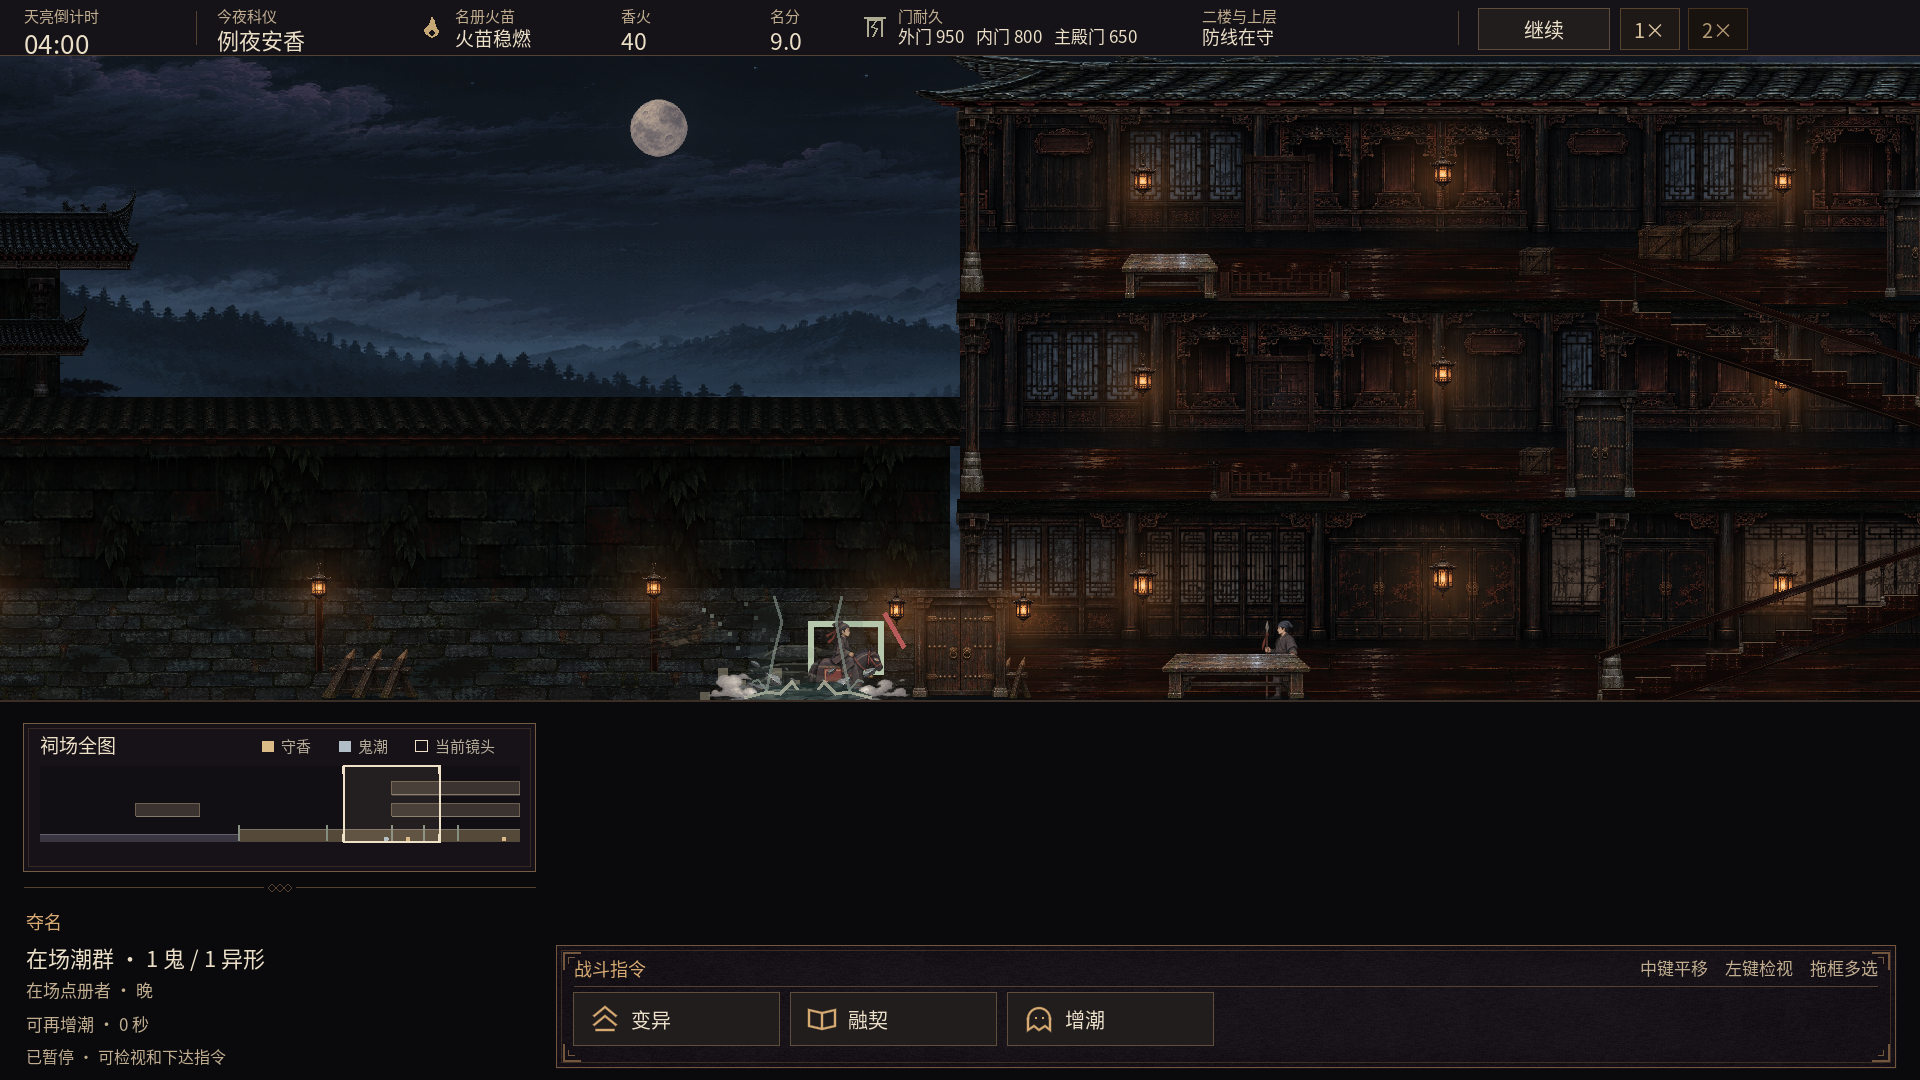 天亮倒计时
04:00
今夜科仪
例夜安香
名册火苗
火苗稳燃
香火
40
名分
9.0
门耐久
外门 950 内门 800 主殿门 650
二楼与上层
防线在守
继续
1×
2×
祠场全图
守香
鬼潮
当前镜头
夺名
在场潮群 · 1 鬼 / 1 异形
在场点册者 · 晚
可再增潮 · 0 秒
已暂停 · 可检视和下达指令
战斗指令
中键平移 左键检视 拖框多选
变异
融契
增潮